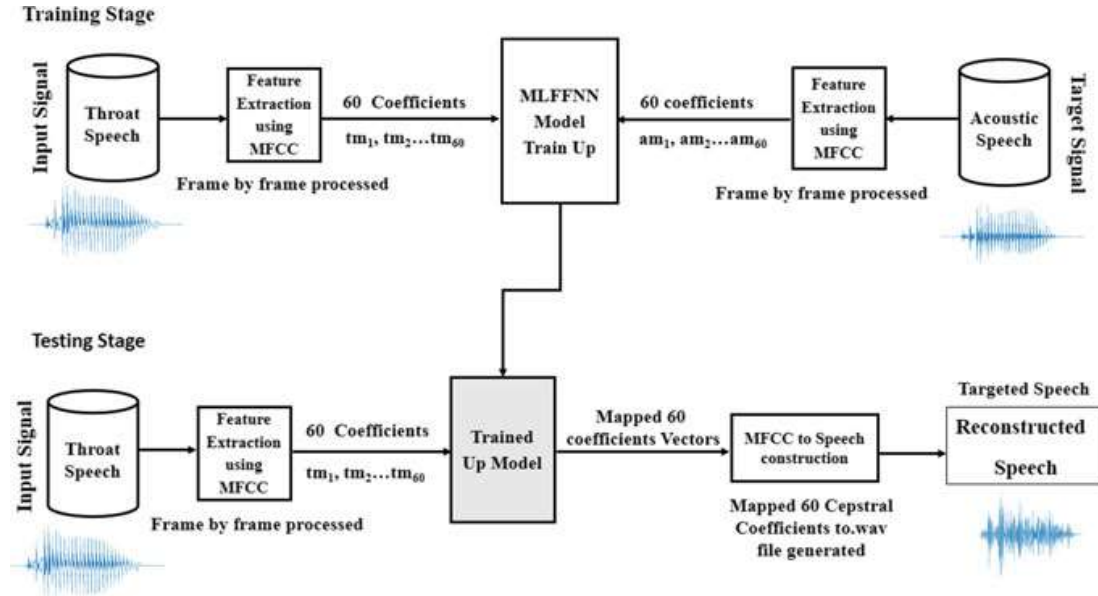 Training Stage
Input Signal
Throat
Speech
Feature
Extraction
using
MFCC
Frame by frame processed
60 Coefficients
tm₁, tm₂...tm₆₀
MLFFNN
Model
Train Up
60 coefficients
am₁, am₂...am₆₀
Feature
Extraction
using
MFCC
Frame by frame processed
Acoustic
Speech
Target Signal
Testing Stage
Input Signal
Throat
Speech
Feature
Extraction
using
MFCC
Frame by frame processed
60 Coefficients
tm₁, tm₂...tm₆₀
Trained
Up Model
Mapped 60
coefficients Vectors
MFCC to Speech
construction
Mapped 60 Cepstral
Coefficients to.wav
file generated
Targeted Speech
Reconstructed
Speech